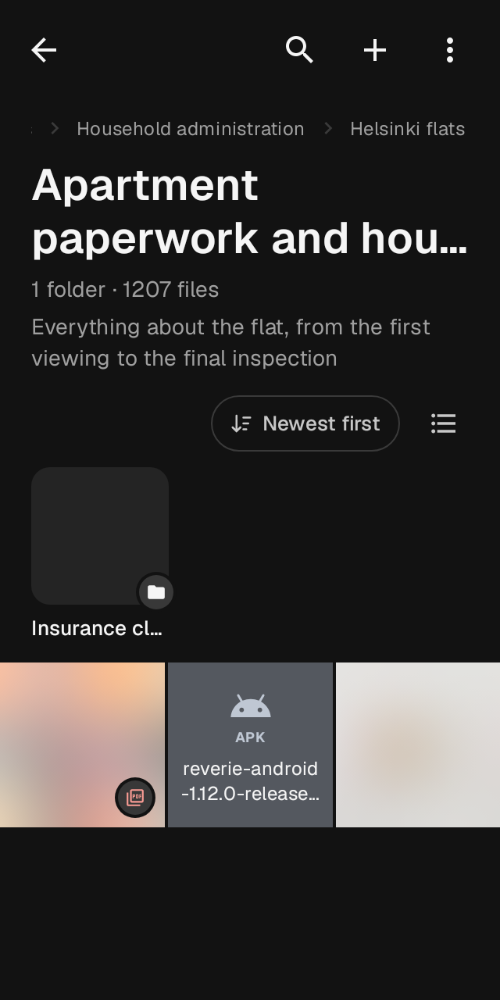 Household administration
Helsinki flats
Apartment
paperwork and hou...
1 folder · 1207 files
Everything about the flat, from the first
viewing to the final inspection
Newest first
Insurance cl...
APK
reverie-android
-1.12.0-release...